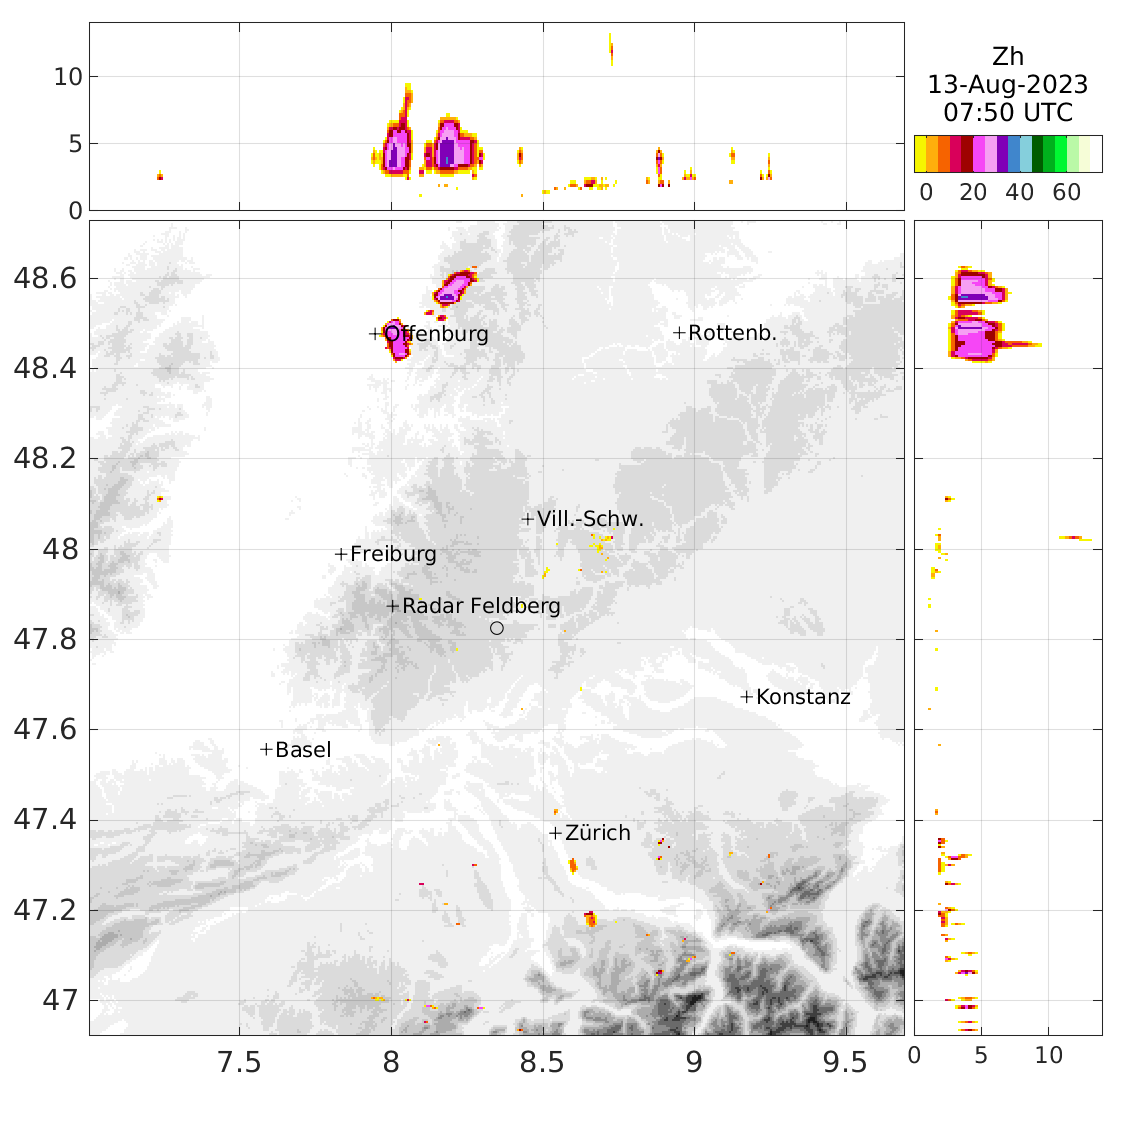 10
5
0
Zh
13-Aug-2023
07:50 UTC
0 20 40 60
48.6
48.4
48.2
48
47.8
47.6
47.4
47.2
47
+Offenburg
+Rottenb.
+Vill.-Schw.
+Freiburg
+Radar Feldberg
+Konstanz
+Basel
+Zürich
7.5 8 8.5 9 9.5
0 5 10